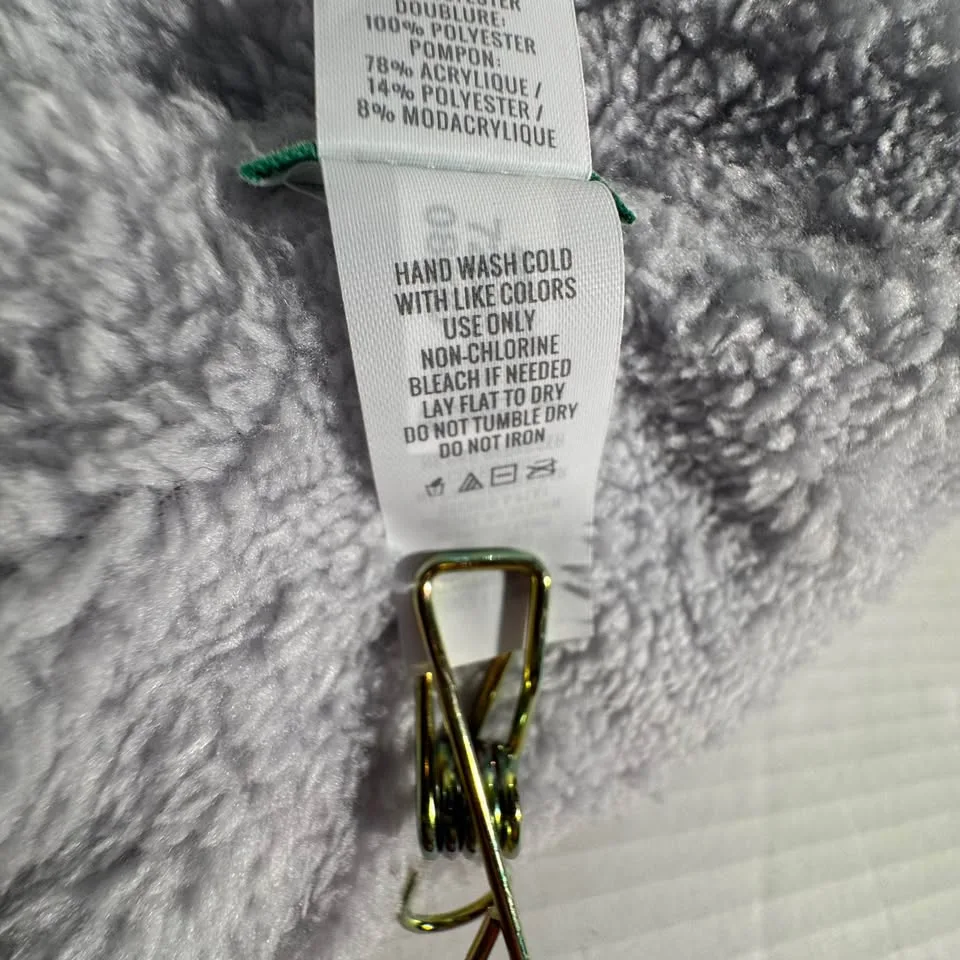 DOUBLURE:
100% POLYESTER
POMPON:
78% ACRYLIQUE /
14% POLYESTER /
8% MODACRYLIQUE
HAND WASH COLD
WITH LIKE COLORS
USE ONLY
NON-CHLORINE
BLEACH IF NEEDED
LAY FLAT TO DRY
DO NOT TUMBLE DRY
DO NOT IRON